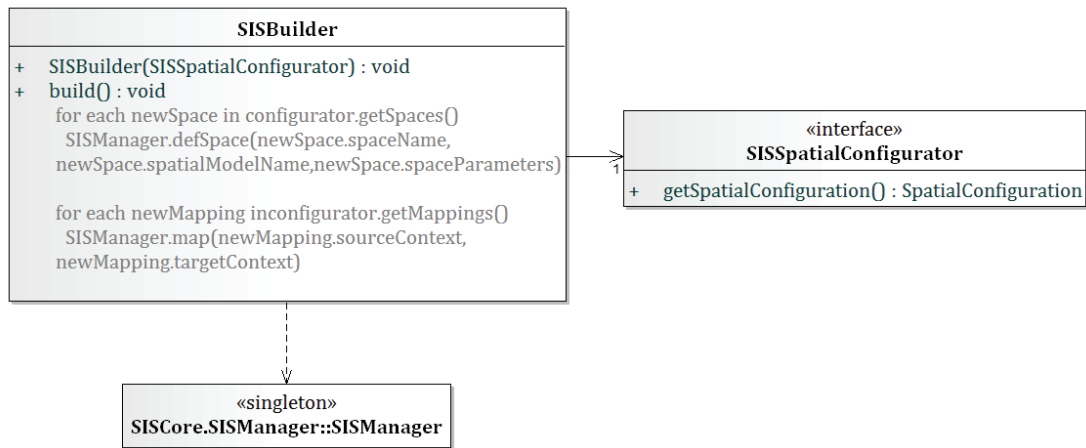 SISBuilder
+ SISBuilder(SISSpatialConfigurator) : void
+ build() : void
for each newSpace in configurator.getSpaces()
SISManager.defSpace(newSpace.spaceName,
newSpace.spatialModelName,newSpace.spaceParameters)
for each newMapping inconfigurator.getMappings()
SISManager.map(newMapping.sourceContext,
newMapping.targetContext)
1
«interface»
SISSpatialConfigurator
+ getSpatialConfiguration() : SpatialConfiguration
«singleton»
SISCore.SISManager::SISManager